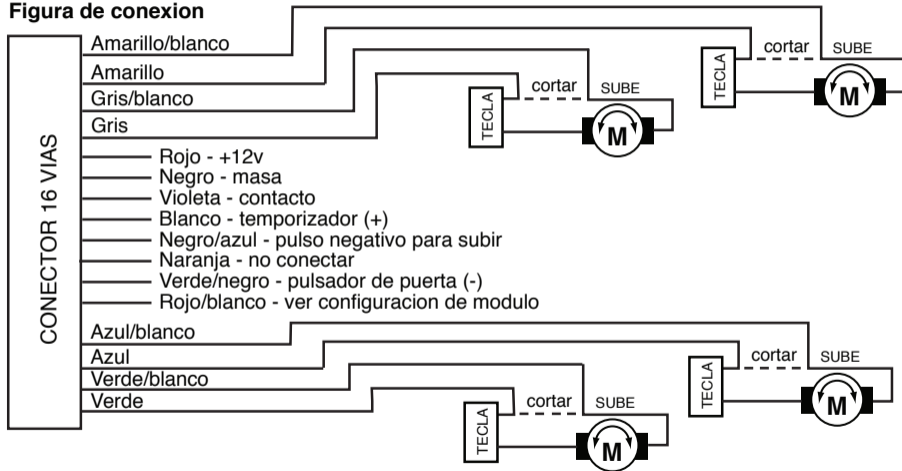 Figura de conexion
CONECTOR 16 VIAS
Amarillo/blanco
Amarillo
Gris/blanco
Gris
TECLA
cortar
SUBE
M
TECLA
cortar
SUBE
M
Rojo - +12v
Negro - masa
Violeta - contacto
Blanco - temporizador (+)
Negro/azul - pulso negativo para subir
Naranja - no conectar
Verde/negro - pulsador de puerta (-)
Rojo/blanco - ver configuracion de modulo
Azul/blanco
Azul
Verde/blanco
Verde
TECLA
cortar
SUBE
M
TECLA
cortar
SUBE
M